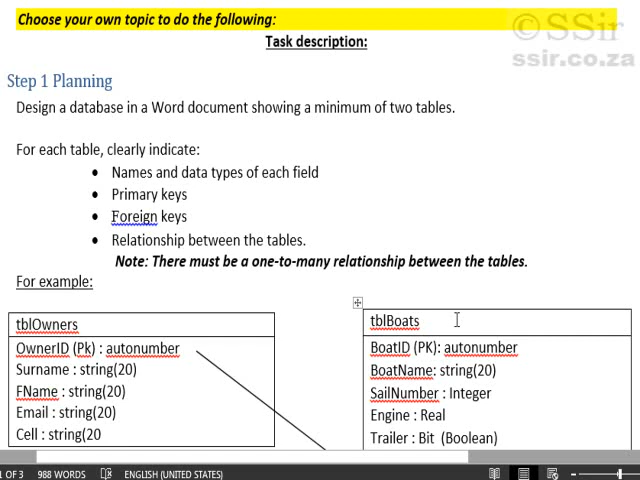 Choose your own topic to do the following:
© SSir
ssir.co.za
Task description:
Step 1 Planning
Design a database in a Word document showing a minimum of two tables.
For each table, clearly indicate:
• Names and data types of each field
• Primary keys
• Foreign keys
• Relationship between the tables.
Note: There must be a one-to-many relationship between the tables.
For example:
tblOwners
OwnerID (Pk) : autonumber
Surname : string(20)
FName : string(20)
Email : string(20)
Cell : string(20
tblBoats
BoatID (PK): autonumber
BoatName: string(20)
SailNumber : Integer
Engine : Real
Trailer : Bit (Boolean)
1 OF 3 988 WORDS ENGLISH (UNITED STATES)